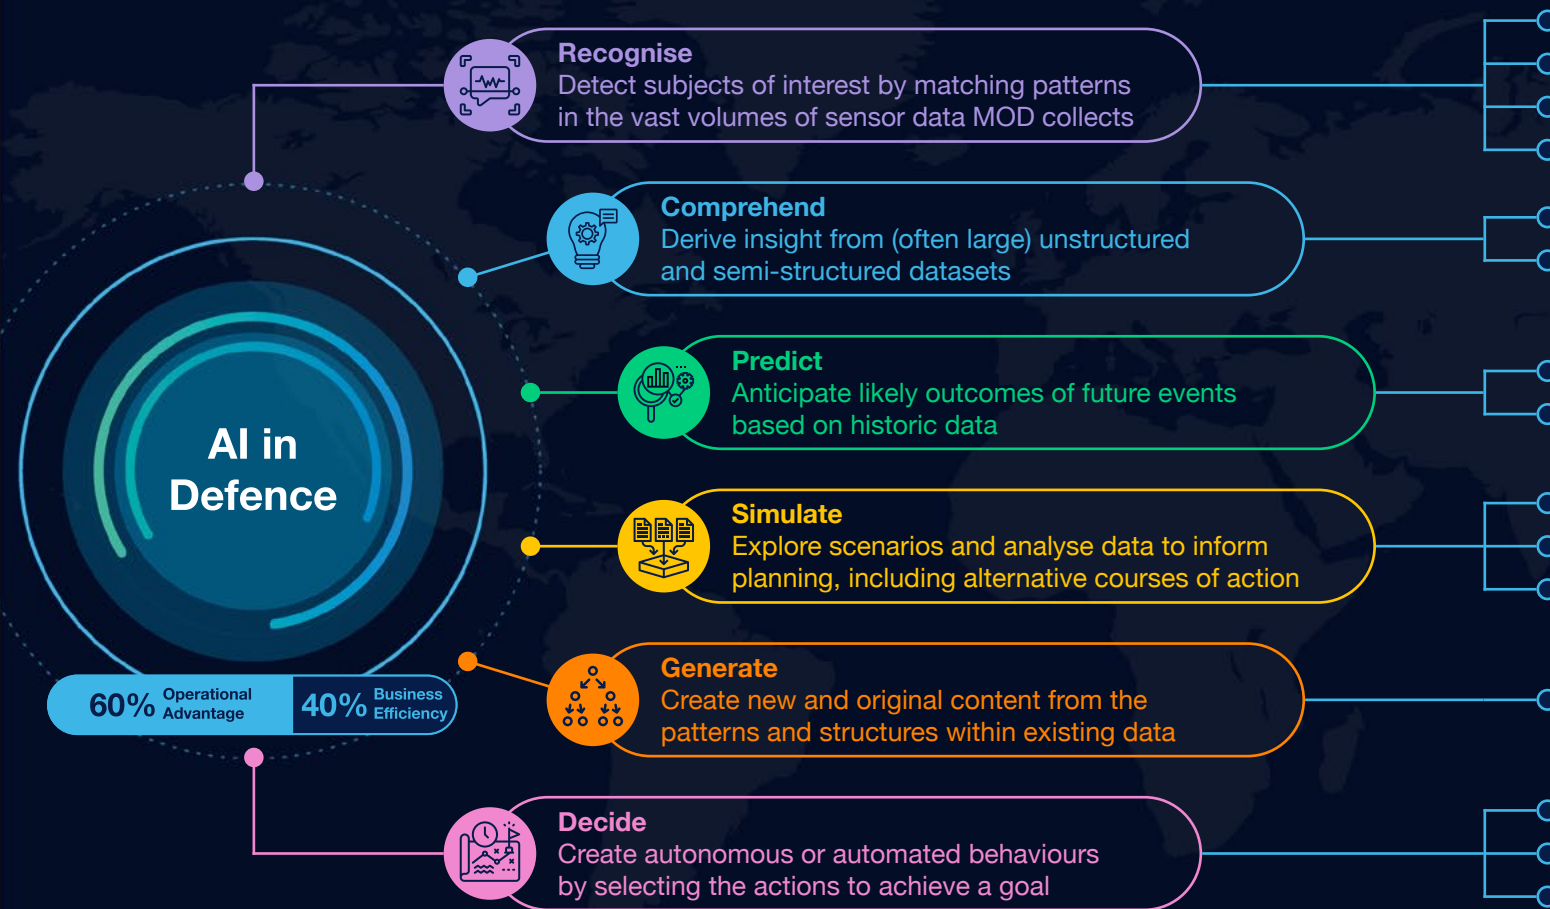 Recognise
Detect subjects of interest by matching patterns
in the vast volumes of sensor data MOD collects
Comprehend
Derive insight from (often large) unstructured
and semi-structured datasets
Predict
Anticipate likely outcomes of future events
based on historic data
AI in
Defence
Simulate
Explore scenarios and analyse data to inform
planning, including alternative courses of action
Generate
Create new and original content from the
patterns and structures within existing data
60% Operational
Advantage
40% Business
Efficiency
Decide
Create autonomous or automated behaviours
by selecting the actions to achieve a goal